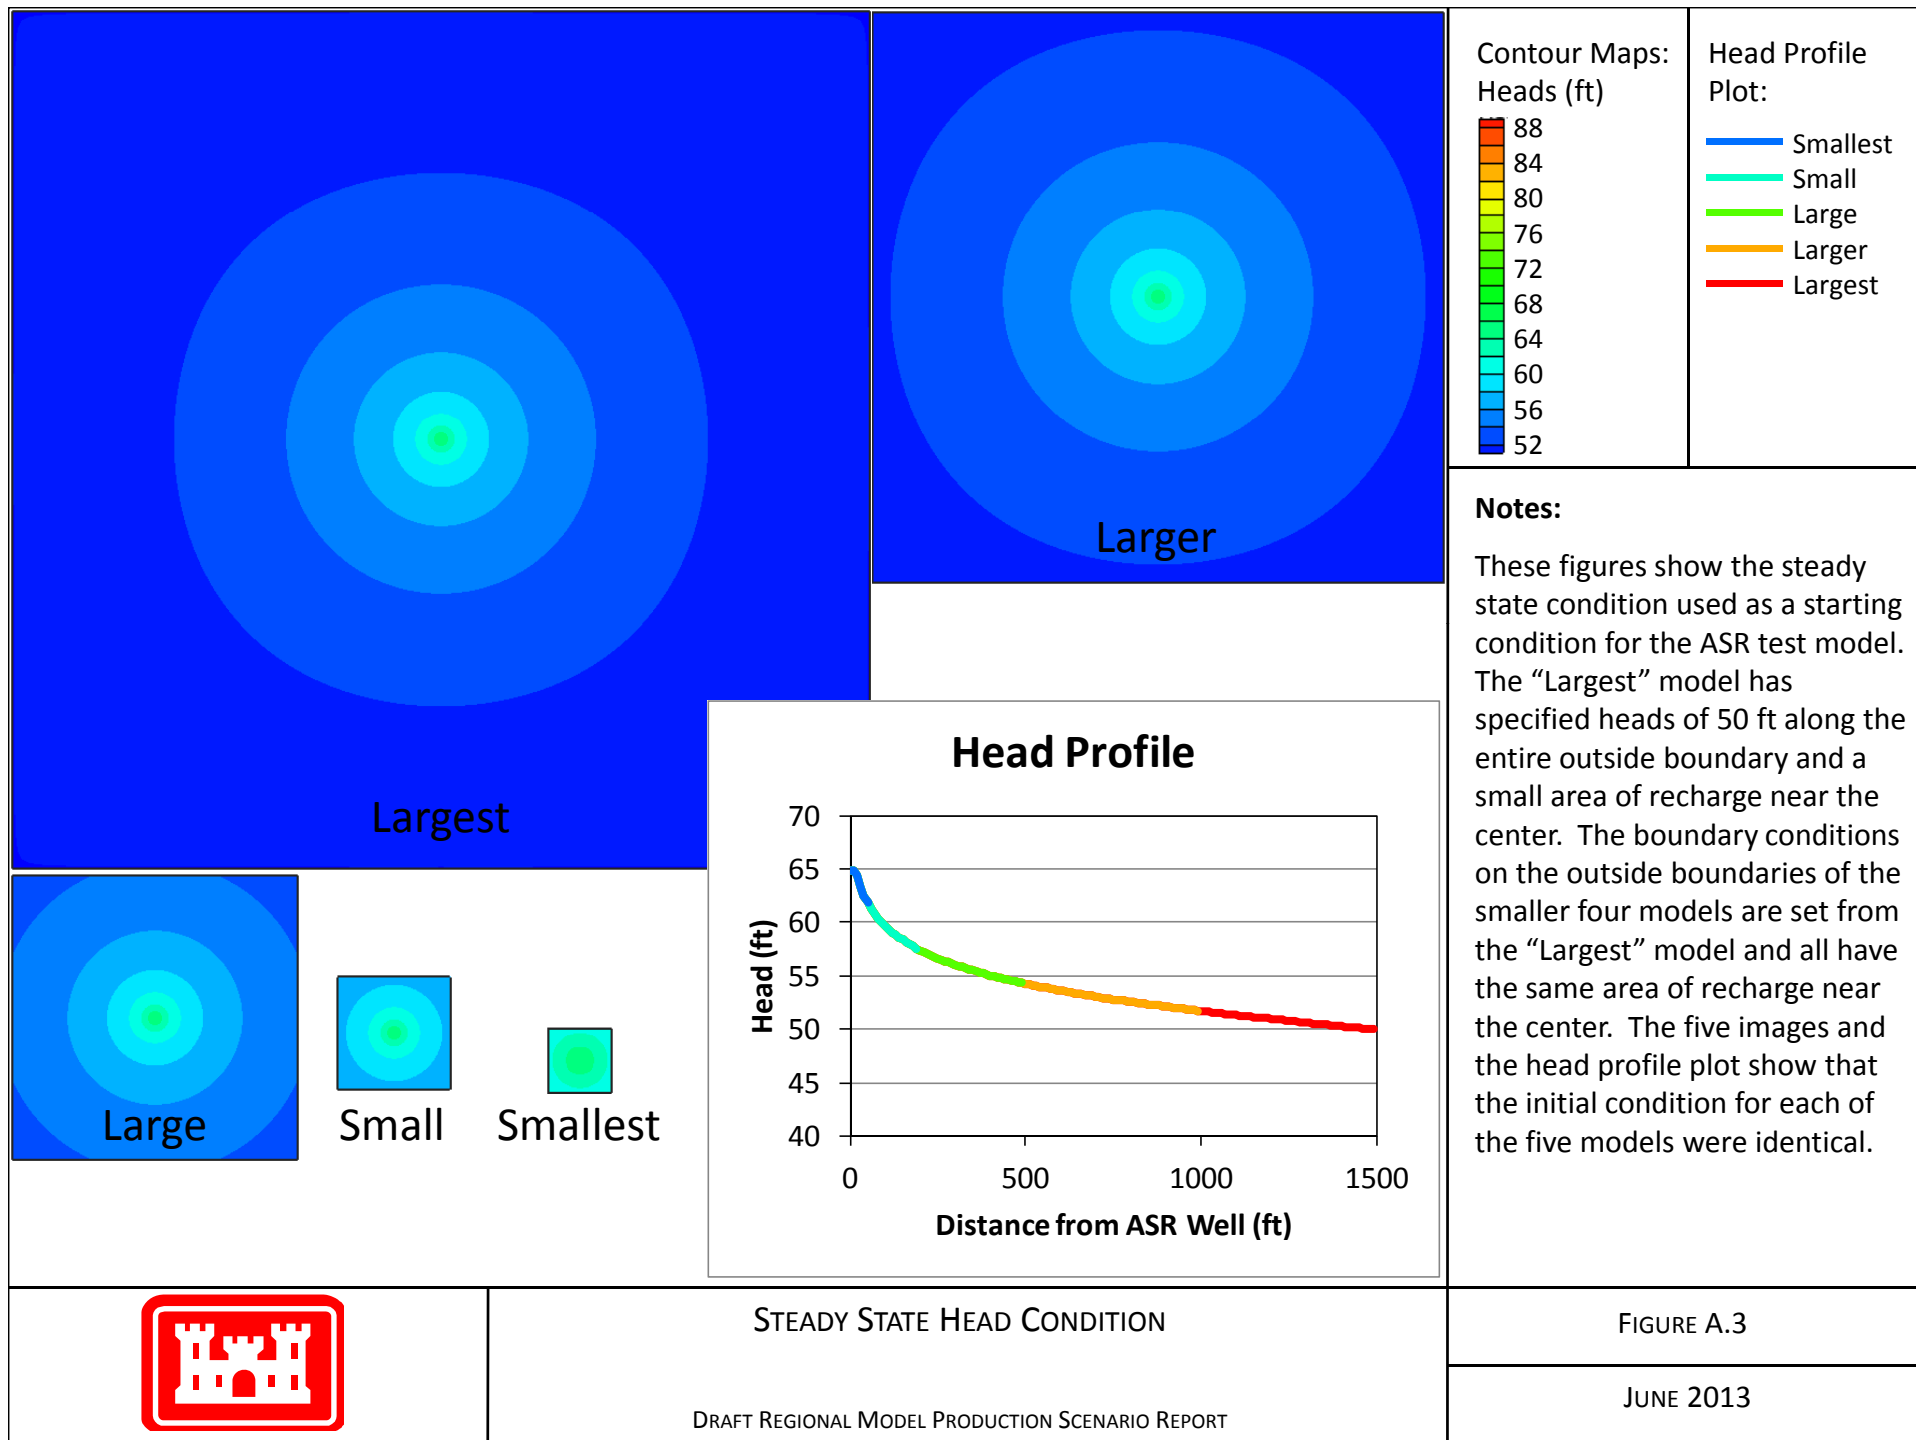 Largest
Larger
Large
Small
Smallest
Head Profile
70
65
60
55
50
45
40
Head (ft)
0
500
1000
1500
Distance from ASR Well (ft)
Contour Maps:
Heads (ft)
88
84
80
76
72
68
64
60
56
52
Head Profile
Plot:
Smallest
Small
Large
Larger
Largest
Notes:
These figures show the steady
state condition used as a starting
condition for the ASR test model.
The “Largest” model has
specified heads of 50 ft along the
entire outside boundary and a
small area of recharge near the
center.  The boundary conditions
on the outside boundaries of the
smaller four models are set from
the “Largest” model and all have
the same area of recharge near
the center.  The five images and
the head profile plot show that
the initial condition for each of
the five models were identical.
STEADY STATE HEAD CONDITION
DRAFT REGIONAL MODEL PRODUCTION SCENARIO REPORT
FIGURE A.3
JUNE 2013